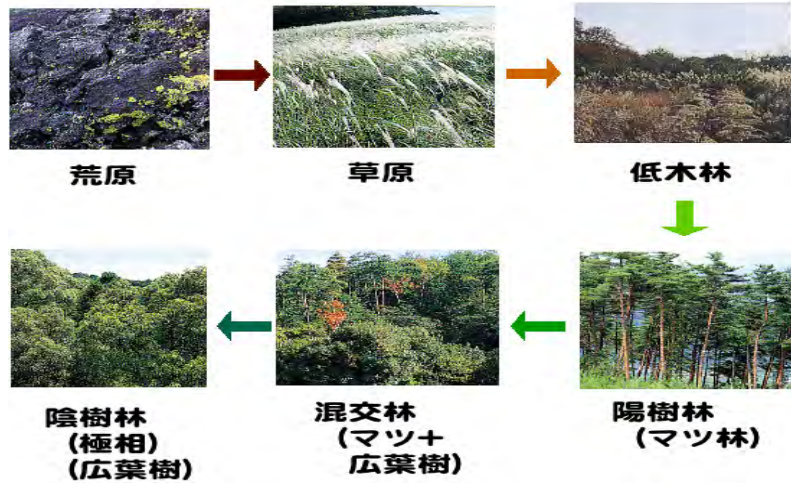 荒原
草原
低木林
陽樹林
(マツ林)
混交林
(マツ+
広葉樹)
陰樹林
(極相)
(広葉樹)